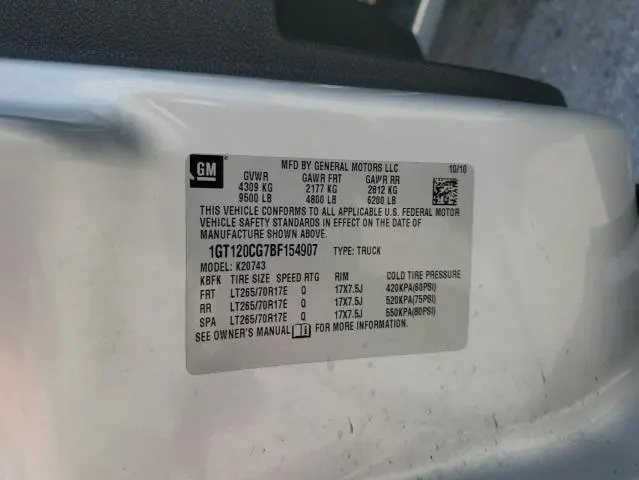 GM
MFD BY GENERAL MOTORS LLC 10/10
GVWR GAWR FRT GAWR RR
4309 KG 2177 KG 2812 KG
9500 LB 4800 LB 6200 LB
THIS VEHICLE CONFORMS TO ALL APPLICABLE U.S. FEDERAL MOTOR
VEHICLE SAFETY STANDARDS IN EFFECT ON THE DATE OF
MANUFACTURE SHOWN ABOVE.
1GT120CG7BF154907 TYPE: TRUCK
MODEL: K20743
KBFK TIRE SIZE SPEED RTG RIM COLD TIRE PRESSURE
FRT LT265/70R17E Q 17X7.5J 420KPA(60PSI)
RR LT265/70R17E Q 17X7.5J 520KPA(75PSI)
SPA LT265/70R17E Q 17X7.5J 550KPA(80PSI)
SEE OWNER'S MANUAL FOR MORE INFORMATION.